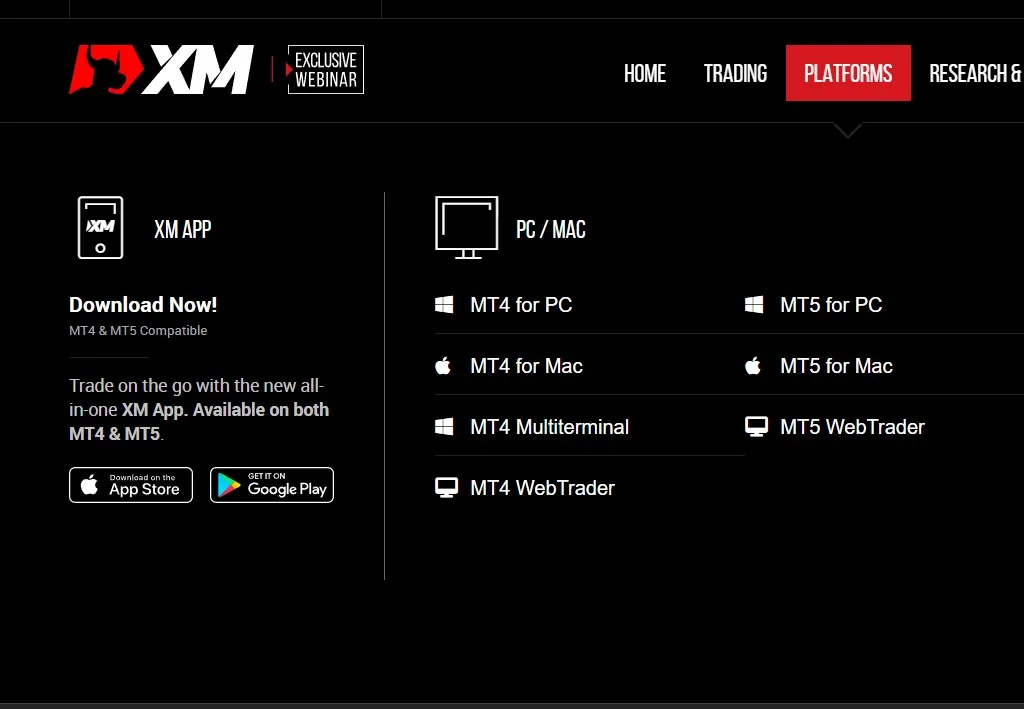 XM
EXCLUSIVE
WEBINAR
HOME
TRADING
PLATFORMS
RESEARCH &
XM
XM APP
Download Now!
MT4 & MT5 Compatible
Trade on the go with the new all-
in-one XM App. Available on both
MT4 & MT5.
Download on the
App Store
GET IT ON
Google Play
PC / MAC
MT4 for PC
MT5 for PC
MT4 for Mac
MT5 for Mac
MT4 Multiterminal
MT5 WebTrader
MT4 WebTrader